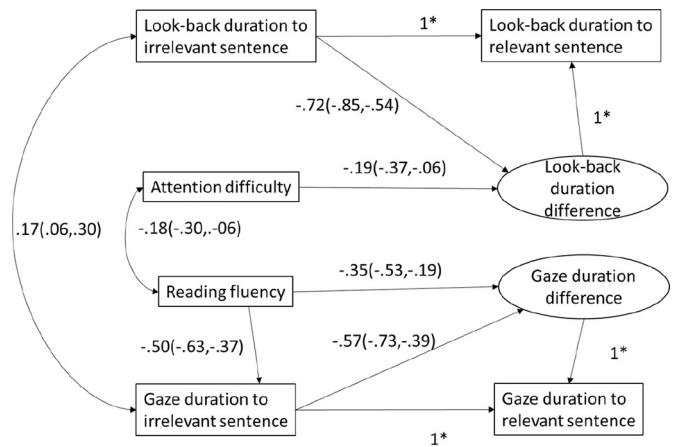 Look-back duration to
irrelevant sentence
1*
Look-back duration to
relevant sentence
-.72(-.85,-.54)
1*
Attention difficulty
-.19(-.37,-.06)
Look-back
duration
difference
.17(.06,.30)
-.18(-.30,-.06)
Reading fluency
-.35(-.53,-.19)
Gaze duration
difference
-.50(-.63,-.37)
-.57(-.73,-.39)
1*
Gaze duration to
irrelevant sentence
1*
Gaze duration to
relevant sentence